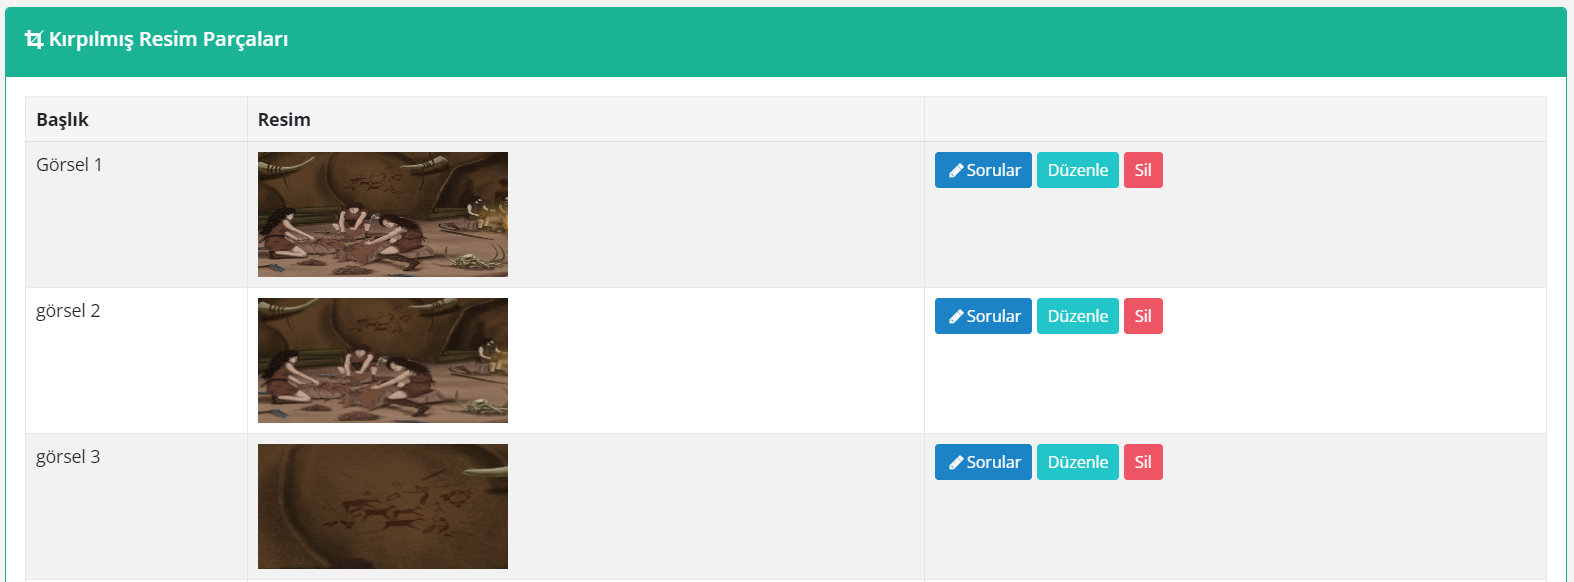 Kırpılmış Resim Parçaları
Başlık Resim
Görsel 1 Sorular Düzenle Sil
görsel 2 Sorular Düzenle Sil
görsel 3 Sorular Düzenle Sil